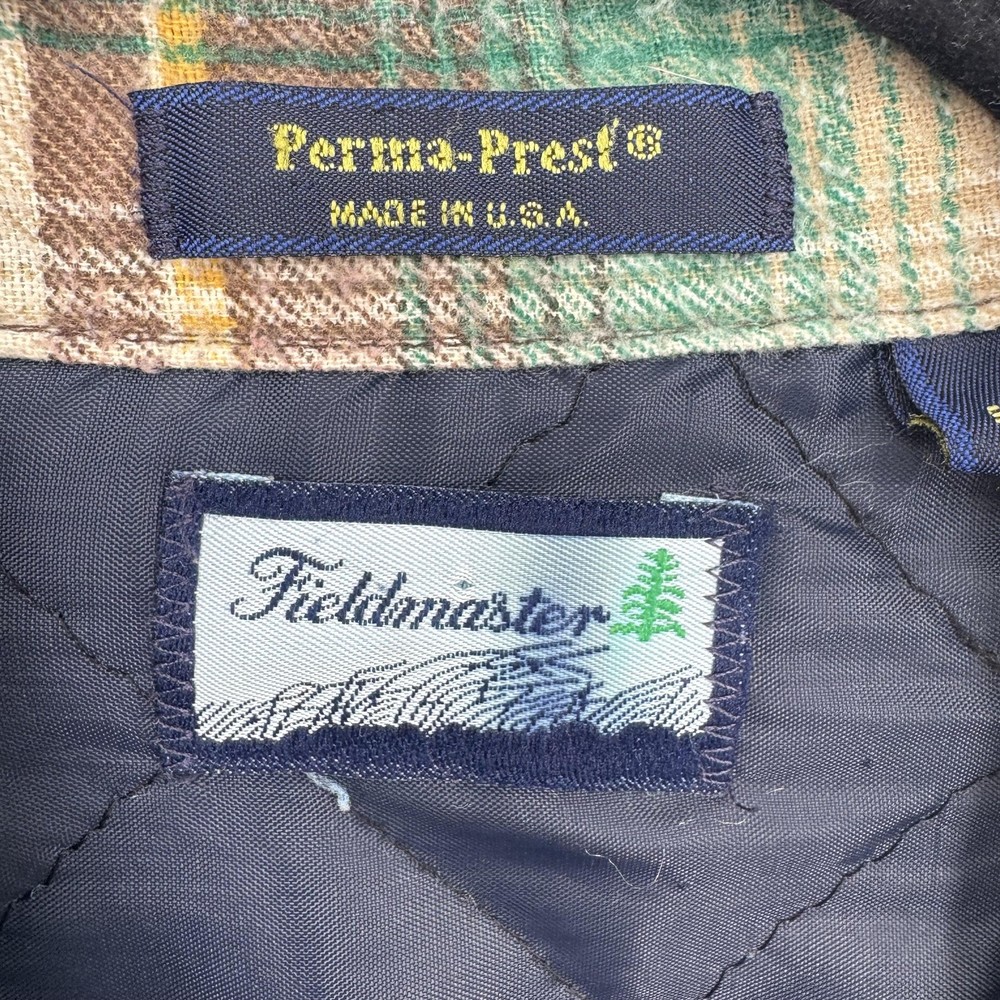 Perma-Prest®
MADE IN U.S.A.
Fieldmaster